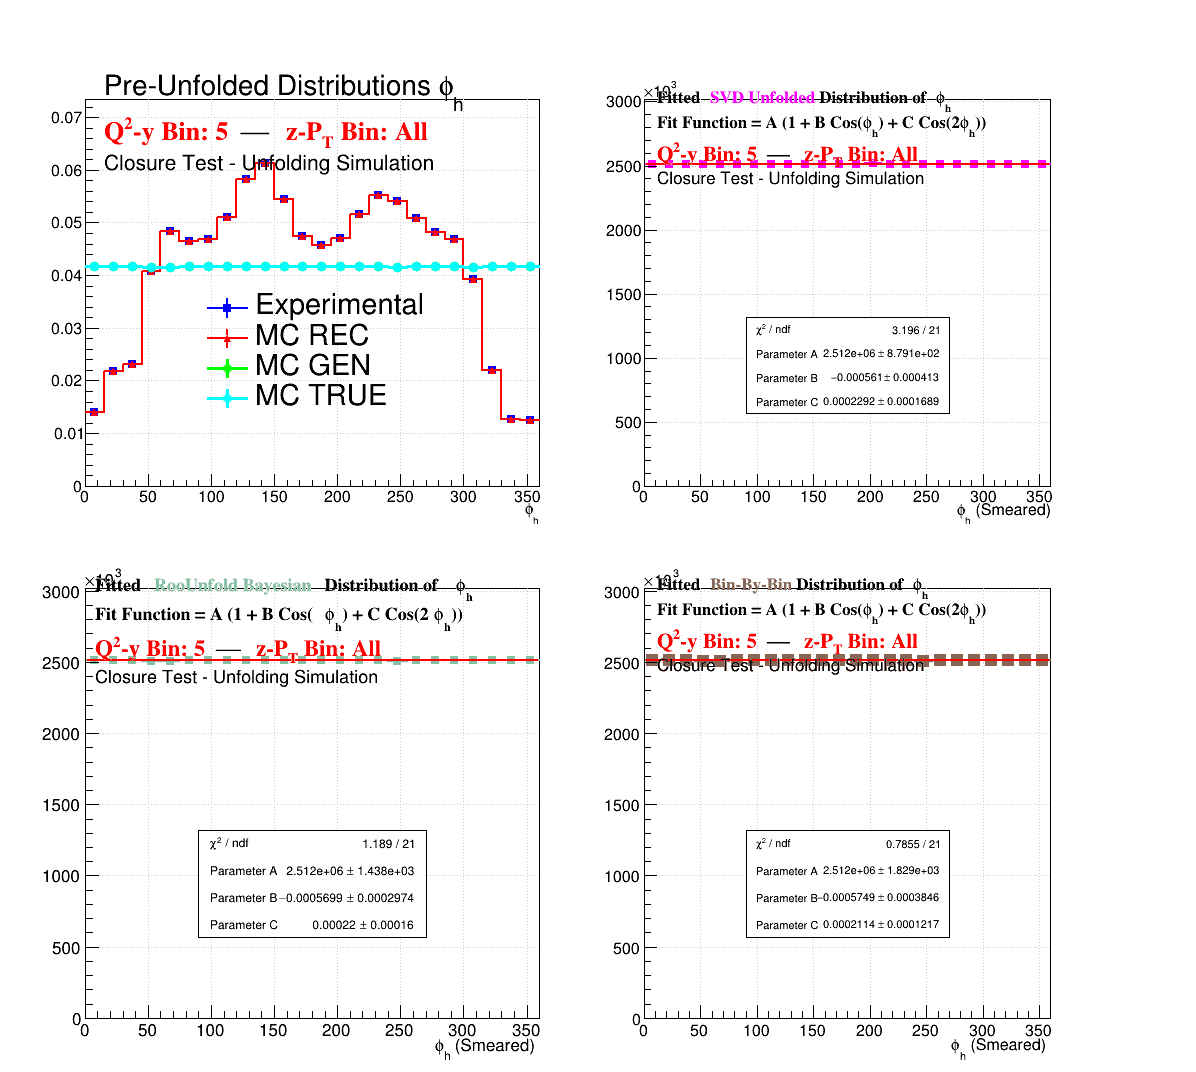 Pre-Unfolded Distributions ϕh
Q²-y Bin: 5 — z-PT Bin: All
Closure Test - Unfolding Simulation
0.07
0.06
0.05
0.04
0.03
0.02
0.01
0
Experimental
MC REC
MC GEN
MC TRUE
0 50 100 150 200 250 300 350
ϕh
×10³
Fitted SVD Unfolded Distribution of ϕh
Fit Function = A (1 + B Cos(ϕh) + C Cos(2ϕh))
Q²-y Bin: 5 — z-PT Bin: All
Closure Test - Unfolding Simulation
3000
2500
2000
1500
1000
500
0
χ² / ndf 3.196 / 21
Parameter A 2.512e+06 ± 8.791e+02
Parameter B −0.000561 ± 0.000413
Parameter C 0.0002292 ± 0.0001689
0 50 100 150 200 250 300 350
ϕh (Smeared)
×10³
Fitted RooUnfold Bayesian Distribution of ϕh
Fit Function = A (1 + B Cos( ϕh) + C Cos(2 ϕh))
Q²-y Bin: 5 — z-PT Bin: All
Closure Test - Unfolding Simulation
3000
2500
2000
1500
1000
500
0
χ² / ndf 1.189 / 21
Parameter A 2.512e+06 ± 1.438e+03
Parameter B −0.0005699 ± 0.0002974
Parameter C 0.00022 ± 0.00016
0 50 100 150 200 250 300 350
ϕh (Smeared)
×10³
Fitted Bin-By-Bin Distribution of ϕh
Fit Function = A (1 + B Cos(ϕh) + C Cos(2ϕh))
Q²-y Bin: 5 — z-PT Bin: All
Closure Test - Unfolding Simulation
3000
2500
2000
1500
1000
500
0
χ² / ndf 0.7855 / 21
Parameter A 2.512e+06 ± 1.829e+03
Parameter B −0.0005749 ± 0.0003846
Parameter C 0.0002114 ± 0.0001217
0 50 100 150 200 250 300 350
ϕh (Smeared)